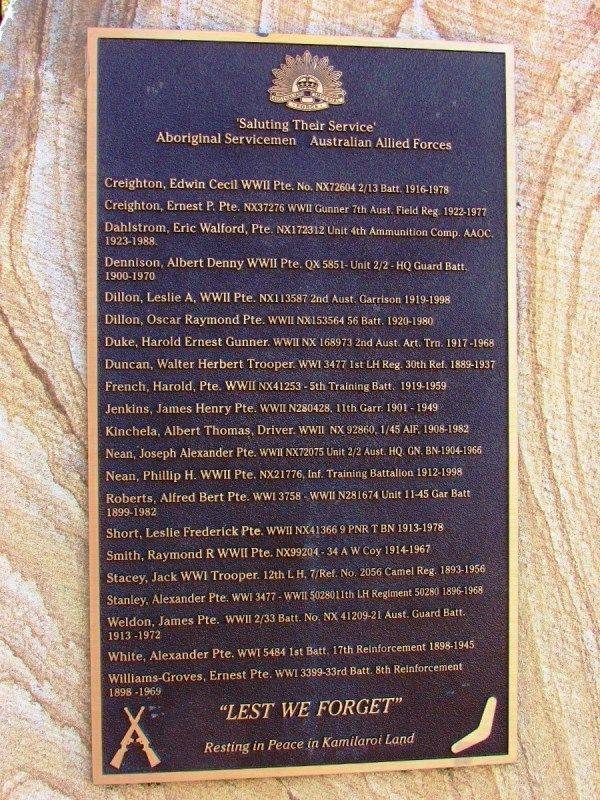 'Saluting Their Service'
Aboriginal Servicemen Australian Allied Forces
Creighton, Edwin Cecil WWII Pte. No. NX72604 2/13 Batt. 1916-1978
Creighton, Ernest P. Pte. NX37276 WWII Gunner 7th Aust. Field Reg. 1922-1977
Dahlstrom, Eric Walford, Pte. NX172312 Unit 4th Ammunition Comp. AAOC.
1923-1988.
Dennison, Albert Denny WWII Pte. QX 5851- Unit 2/2 - HQ Guard Batt.
1900-1970
Dillon, Leslie A, WWII Pte. NX113587 2nd Aust. Garrison 1919-1998
Dillon, Oscar Raymond Pte. WWII NX153564 56 Batt. 1920-1980
Duke, Harold Ernest Gunner. WWII NX 168973 2nd Aust. Art. Trn. 1917 -1968
Duncan, Walter Herbert Trooper. WWI 3477 1st LH Reg. 30th Ref. 1889-1937
French, Harold, Pte. WWII NX41253 - 5th Training Batt. 1919-1959
Jenkins, James Henry Pte. WWII N280428, 11th Garr. 1901 - 1949
Kinchela, Albert Thomas, Driver. WWII NX 92860, 1/45 AIF, 1908-1982
Nean, Joseph Alexander Pte. WWII NX72075 Unit 2/2 Aust. HQ. GN. BN-1904-1966
Nean, Phillip H. WWII Pte. NX21776, Inf. Training Battalion 1912-1998
Roberts, Alfred Bert Pte. WWI 3758 - WWII N281674 Unit 11-45 Gar Batt
1899-1982
Short, Leslie Frederick Pte. WWII NX41366 9 PNR T BN 1913-1978
Smith, Raymond R WWII Pte. NX99204 - 34 A W Coy 1914-1967
Stacey, Jack WWI Trooper. 12th L H, 7/Ref. No. 2056 Camel Reg. 1893-1956
Stanley, Alexander Pte. WWI 3477 - WWII 5028011th LH Regiment 50280 1896-1968
Weldon, James Pte. WWII 2/33 Batt. No. NX 41209-21 Aust. Guard Batt.
1913 -1972
White, Alexander Pte. WWI 5484 1st Batt. 17th Reinforcement 1898-1945
Williams-Groves, Ernest Pte. WWI 3399-33rd Batt. 8th Reinforcement
1898 -1969
"LEST WE FORGET"
Resting in Peace in Kamilaroi Land